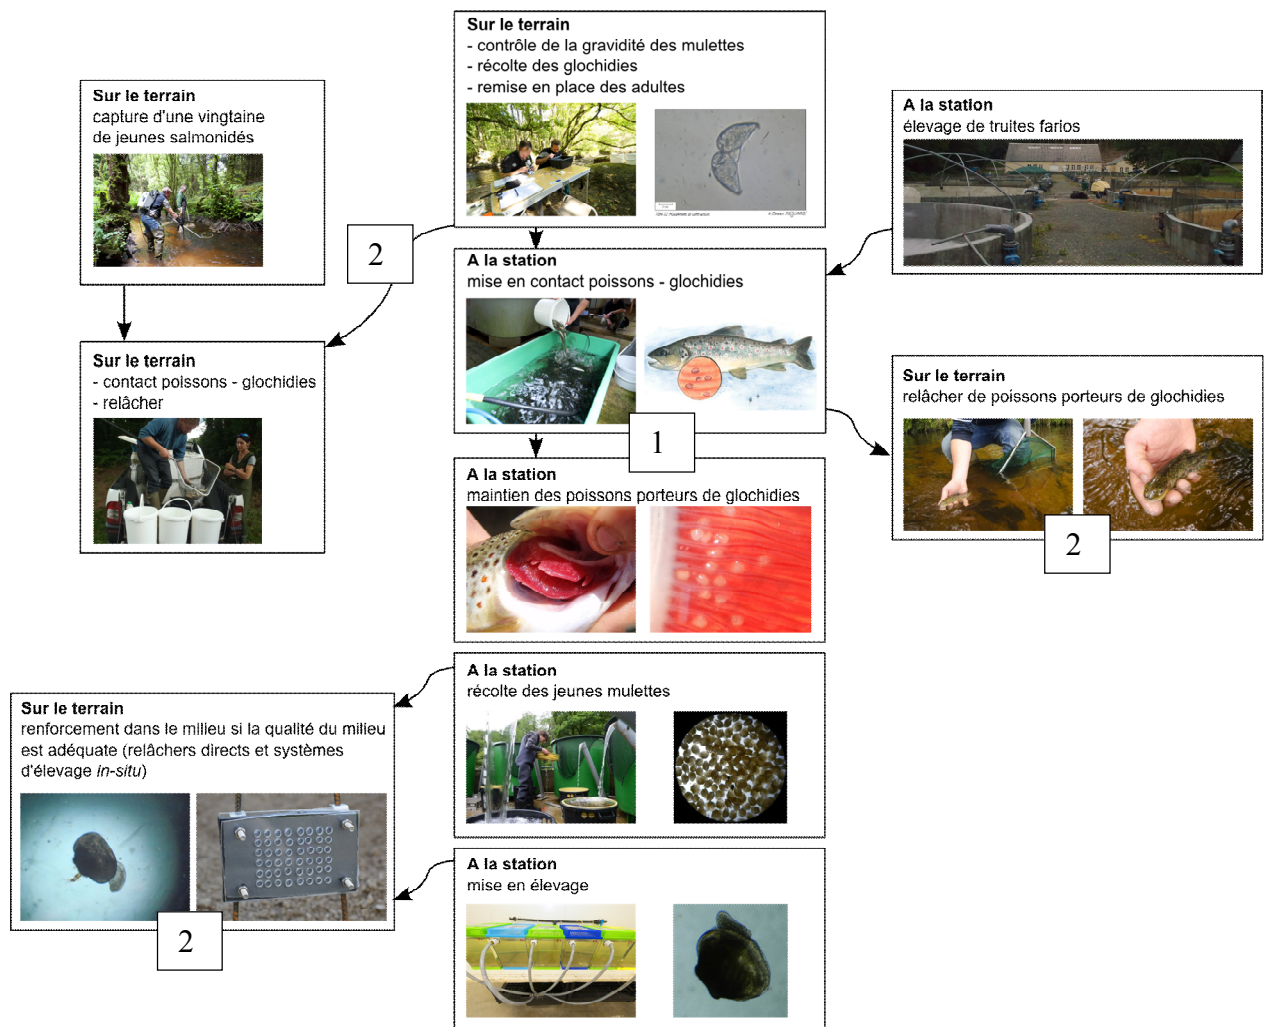 Sur le terrain
- contrôle de la gravidité des mulettes
- récolte des glochidies
- remise en place des adultes
Sur le terrain
capture d'une vingtaine
de jeunes salmonidés
A la station
élevage de truites farios
2
A la station
mise en contact poissons - glochidies
Sur le terrain
- contact poissons - glochidies
- relâcher
1
Sur le terrain
relâcher de poissons porteurs de glochidies
2
A la station
maintien des poissons porteurs de glochidies
A la station
récolte des jeunes mulettes
Sur le terrain
renforcement dans le milieu si la qualité du milieu
est adéquate (relâchers directs et systèmes
d'élevage in-situ)
2
A la station
mise en élevage